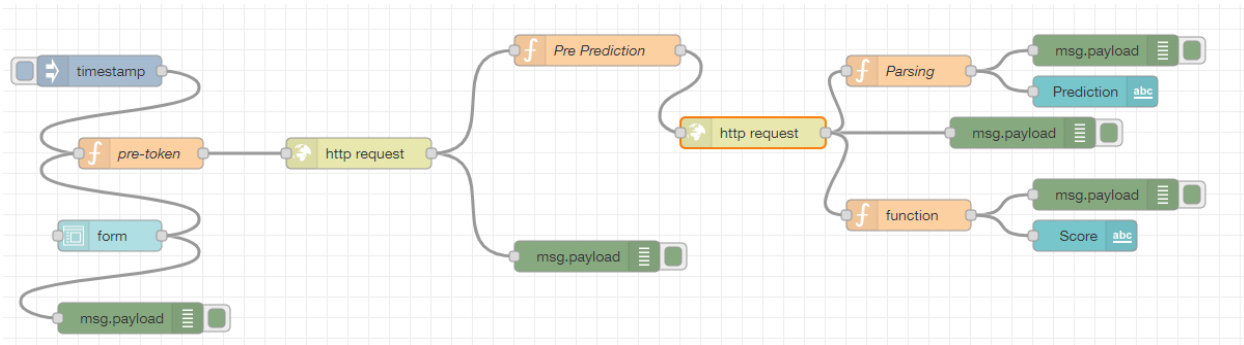 timestamp
pre-token
form
msg.payload
http request
Pre Prediction
msg.payload
http request
Parsing
msg.payload
Prediction abc
msg.payload
function
msg.payload
Score abc